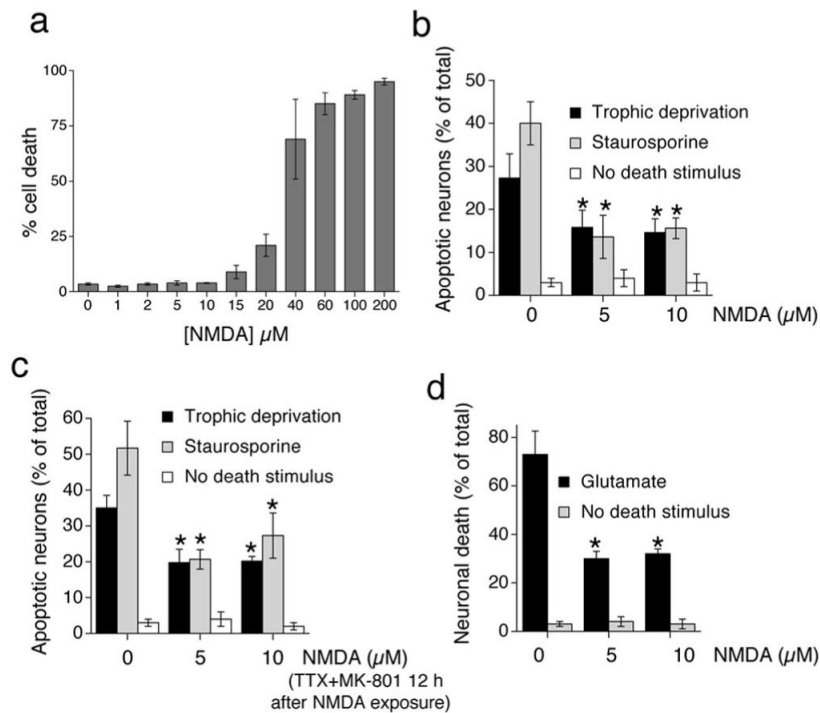 a
100
75
50
25
0
% cell death
0 1 2 5 10 15 20 40 60 100 200
[NMDA] µM
b
50
40
30
20
10
0
Apoptotic neurons (% of total)
Trophic deprivation
Staurosporine
No death stimulus
* * * *
0 5 10 NMDA (µM)
c
60
50
40
30
20
10
0
Apoptotic neurons (% of total)
Trophic deprivation
Staurosporine
No death stimulus
* * * *
0 5 10 NMDA (µM)
(TTX+MK-801 12 h
after NMDA exposure)
d
80
60
40
20
0
Neuronal death (% of total)
Glutamate
No death stimulus
* *
0 5 10 NMDA (µM)